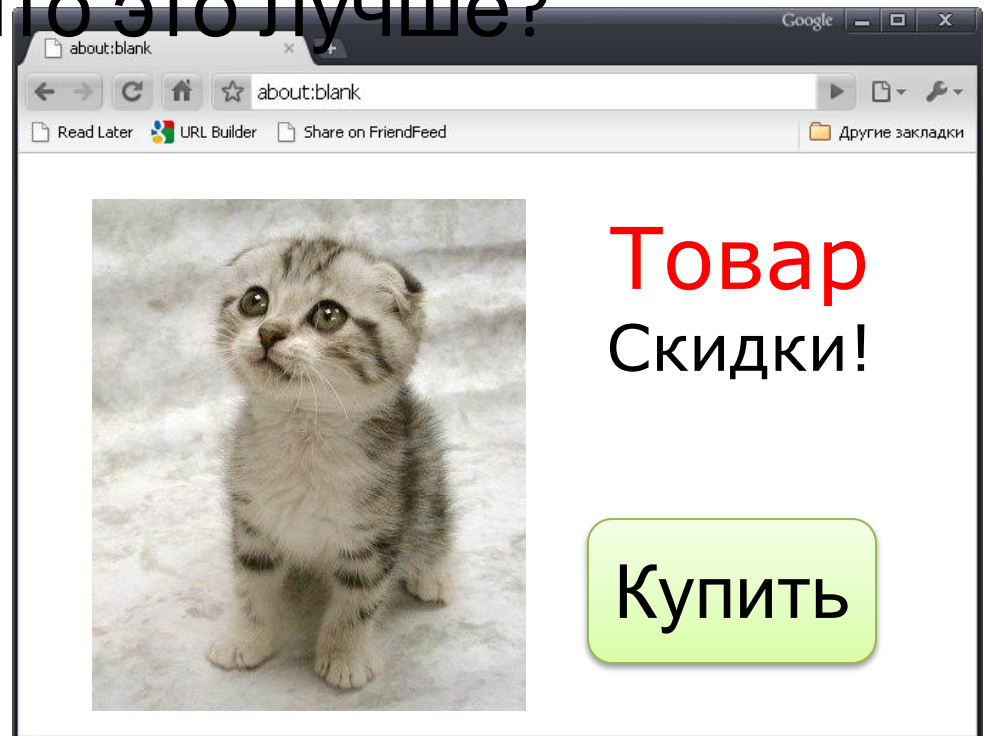 то это лучше?
Google
about:blank
about:blank
Read Later URL Builder Share on FriendFeed Другие закладки
Товар
Скидки!
Купить